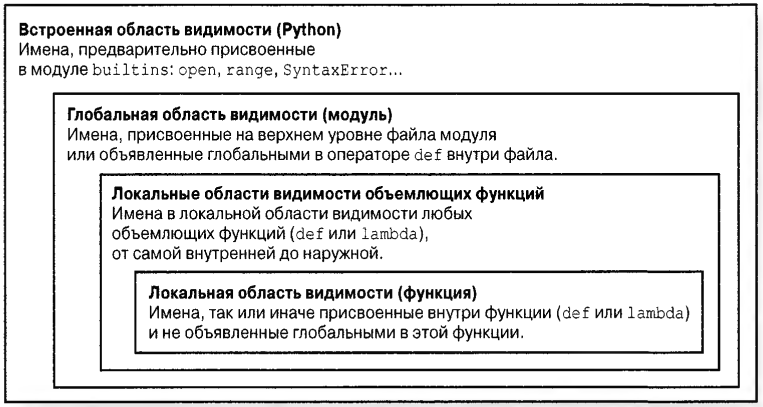 Встроенная область видимости (Python)
Имена, предварительно присвоенные
в модуле builtins: open, range, SyntaxError...
Глобальная область видимости (модуль)
Имена, присвоенные на верхнем уровне файла модуля
или объявленные глобальными в операторе def внутри файла.
Локальные области видимости объемлющих функций
Имена в локальной области видимости любых
объемлющих функций (def или lambda),
от самой внутренней до наружной.
Локальная область видимости (функция)
Имена, так или иначе присвоенные внутри функции (def или lambda)
и не объявленные глобальными в этой функции.